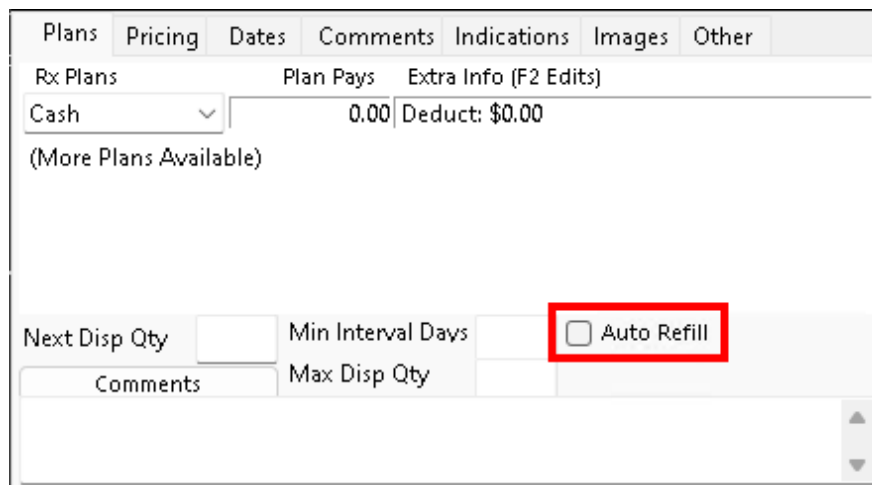 Plans Pricing Dates Comments Indications Images Other
Rx Plans Plan Pays Extra Info (F2 Edits)
Cash 0.00 Deduct: $0.00
(More Plans Available)
Next Disp Qty Min Interval Days Auto Refill
Comments Max Disp Qty